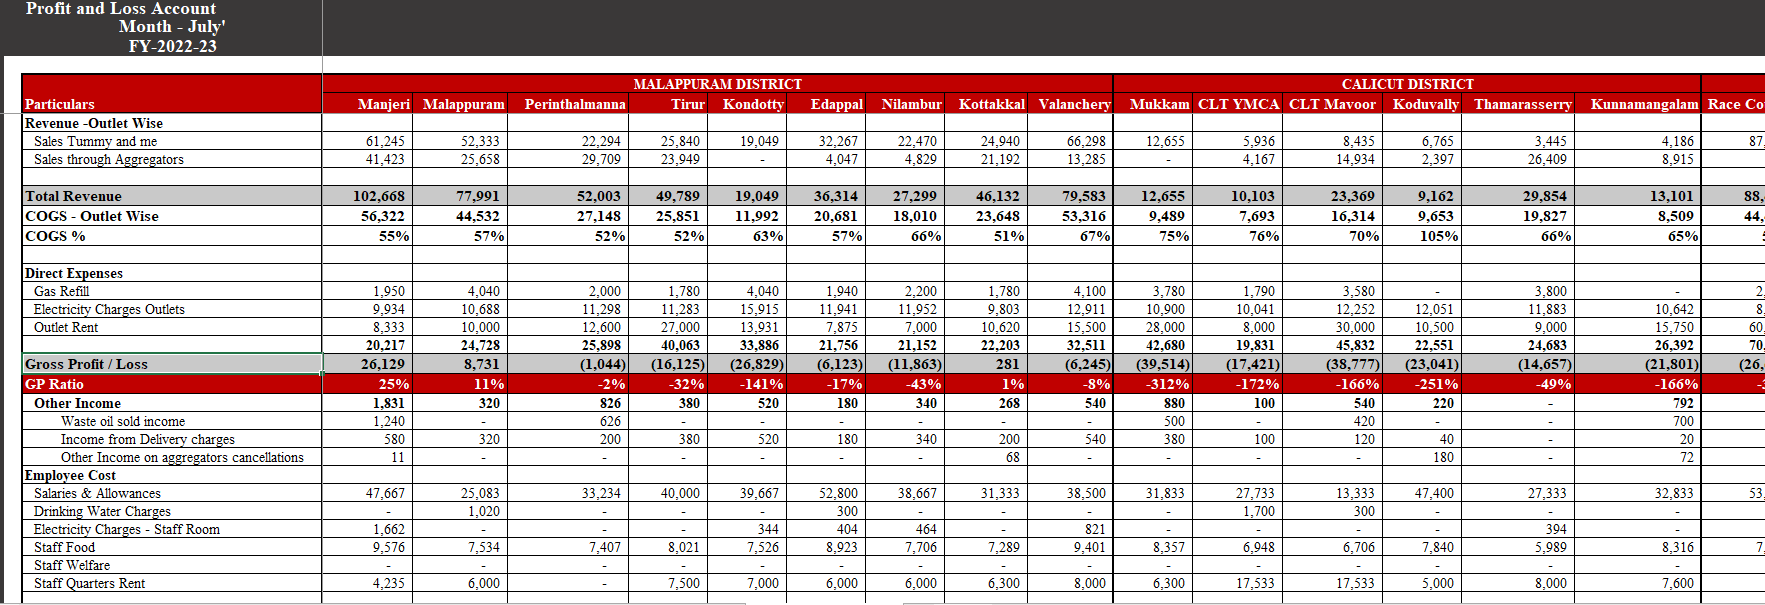 Profit and Loss Account
Month - July'
FY-2022-23
MALAPPURAM DISTRICT CALICUT DISTRICT
Particulars Manjeri Malappuram Perinthalmanna Tirur Kondotty Edappal Nilambur Kottakkal Valanchery Mukkam CLT YMCA CLT Mavoor Koduvally Thamarasserry Kunnamangalam Race Co
Revenue -Outlet Wise
Sales Tummy and me 61,245 52,333 22,294 25,840 19,049 32,267 22,470 24,940 66,298 12,655 5,936 8,435 6,765 3,445 4,186 87,
Sales through Aggregators 41,423 25,658 29,709 23,949 - 4,047 4,829 21,192 13,285 - 4,167 14,934 2,397 26,409 8,915
Total Revenue 102,668 77,991 52,003 49,789 19,049 36,314 27,299 46,132 79,583 12,655 10,103 23,369 9,162 29,854 13,101 88,
COGS - Outlet Wise 56,322 44,532 27,148 25,851 11,992 20,681 18,010 23,648 53,316 9,489 7,693 16,314 9,653 19,827 8,509 44,
COGS % 55% 57% 52% 52% 63% 57% 66% 51% 67% 75% 76% 70% 105% 66% 65%
Direct Expenses
Gas Refill 1,950 4,040 2,000 1,780 4,040 1,940 2,200 1,780 4,100 3,780 1,790 3,580 - 3,800 - 2,
Electricity Charges Outlets 9,934 10,688 11,298 11,283 15,915 11,941 11,952 9,803 12,911 10,900 10,041 12,252 12,051 11,883 10,642 8,
Outlet Rent 8,333 10,000 12,600 27,000 13,931 7,875 7,000 10,620 15,500 28,000 8,000 30,000 10,500 9,000 15,750 60,
20,217 24,728 25,898 40,063 33,886 21,756 21,152 22,203 32,511 42,680 19,831 45,832 22,551 24,683 26,392 70,
Gross Profit / Loss 26,129 8,731 (1,044) (16,125) (26,829) (6,123) (11,863) 281 (6,245) (39,514) (17,421) (38,777) (23,041) (14,657) (21,801) (26,
GP Ratio 25% 11% -2% -32% -141% -17% -43% 1% -8% -312% -172% -166% -251% -49% -166%
Other Income 1,831 320 826 380 520 180 340 268 540 880 100 540 220 - 792
Waste oil sold income 1,240 - 626 - - - - - - 500 - 420 - - 700
Income from Delivery charges 580 320 200 380 520 180 340 200 540 380 100 120 40 - 20
Other Income on aggregators cancellations 11 - - - - - - 68 - - - - 180 - 72
Employee Cost
Salaries & Allowances 47,667 25,083 33,234 40,000 39,667 52,800 38,667 31,333 38,500 31,833 27,733 13,333 47,400 27,333 32,833 53,
Drinking Water Charges - 1,020 - - - 300 - - - - 1,700 300 - - -
Electricity Charges - Staff Room 1,662 - - - 344 404 464 - 821 - - - - 394 -
Staff Food 9,576 7,534 7,407 8,021 7,526 8,923 7,706 7,289 9,401 8,357 6,948 6,706 7,840 5,989 8,316 7,
Staff Welfare - - - - - - - - - - - - - - -
Staff Quarters Rent 4,235 6,000 - 7,500 7,000 6,000 6,000 6,300 8,000 6,300 17,533 17,533 5,000 8,000 7,600